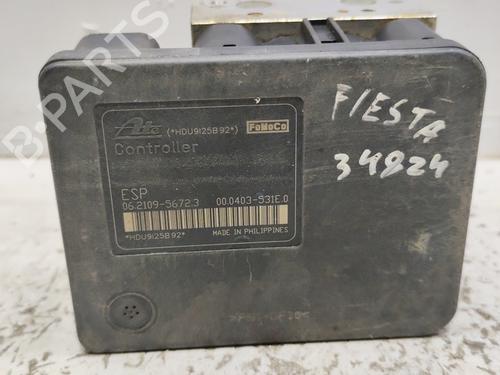 Ate
(*HDU9125B92*)
FoMoCo
Controller
ESP
06.2109-5672.3
00.0403-531E.0
*HDU9125B92*
MADE IN PHILIPPINES
FIESTA
34824
B-PARTS